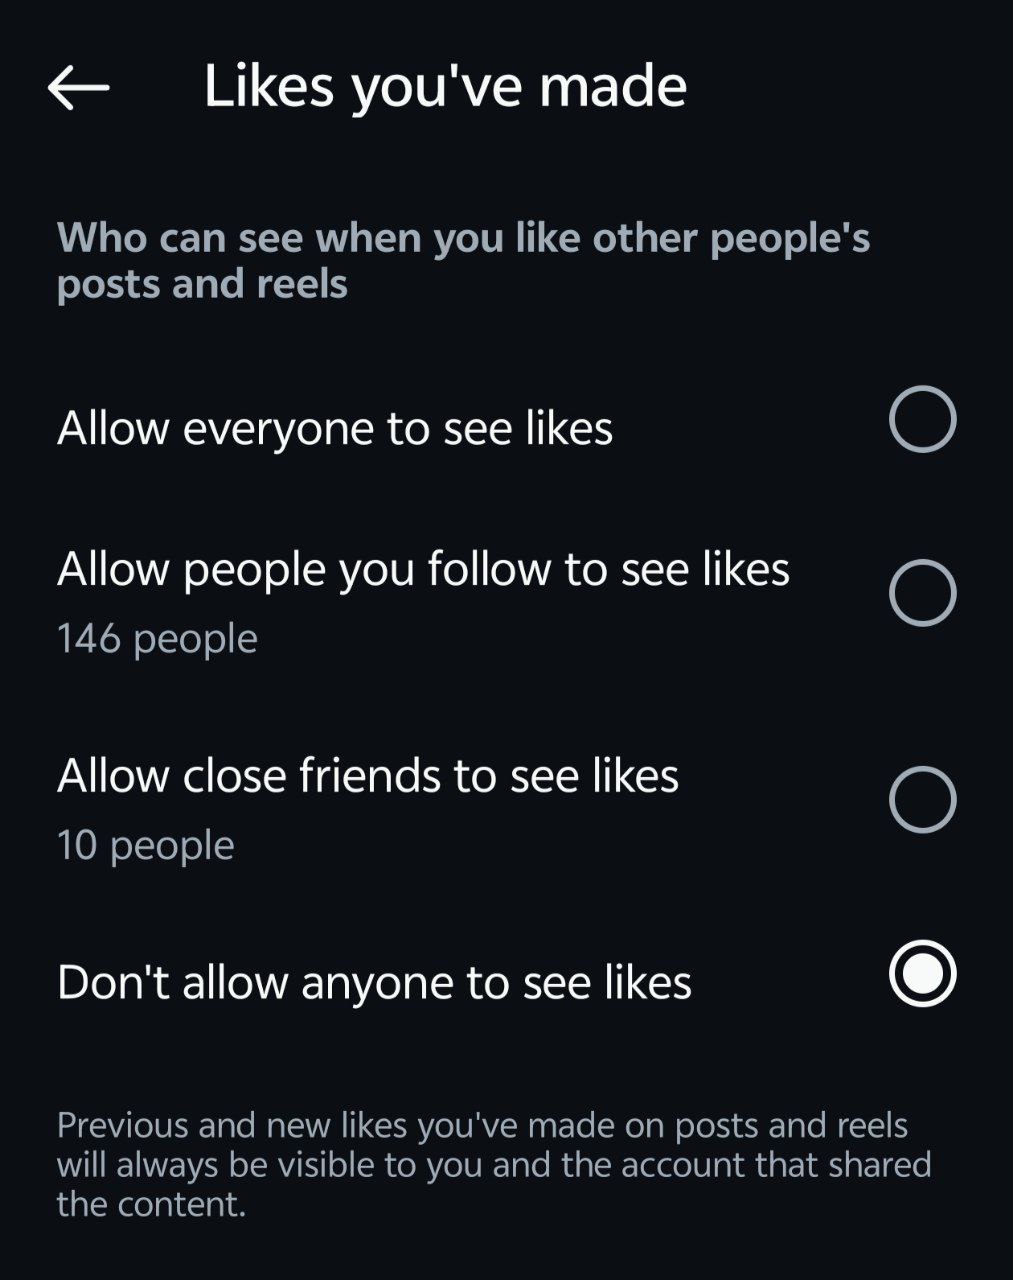 Likes you've made
Who can see when you like other people's
posts and reels
Allow everyone to see likes
Allow people you follow to see likes
146 people
Allow close friends to see likes
10 people
Don't allow anyone to see likes
Previous and new likes you've made on posts and reels
will always be visible to you and the account that shared
the content.